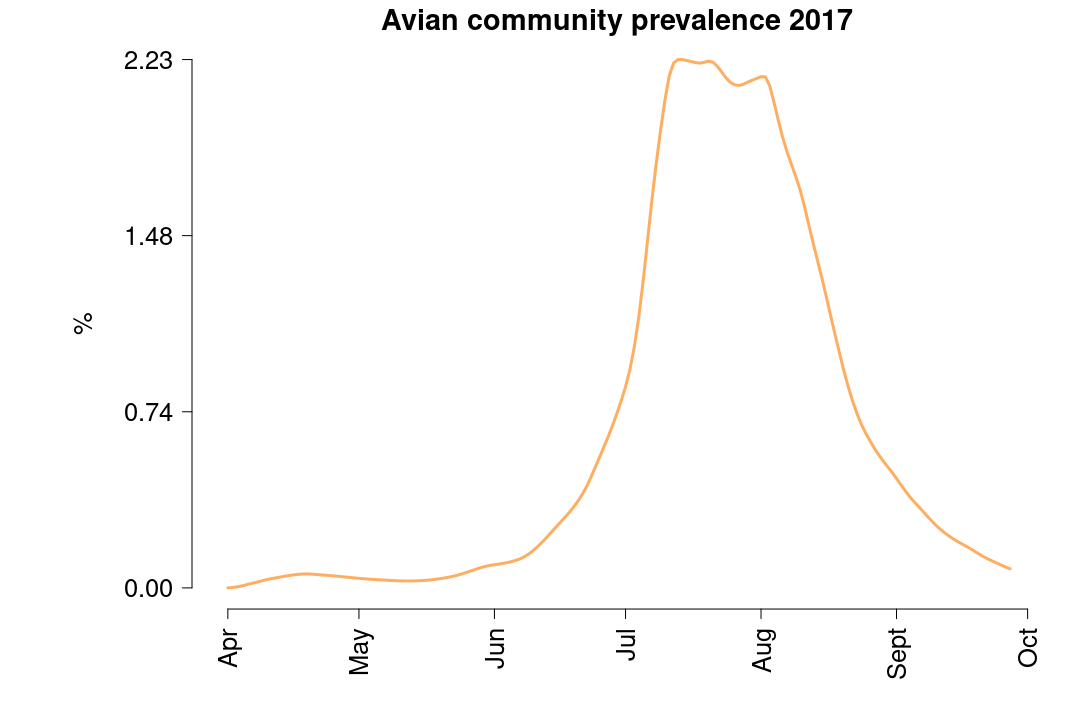 Avian community prevalence 2017
2.23
1.48
0.74
0.00
%
Apr
May
Jun
Jul
Aug
Sept
Oct